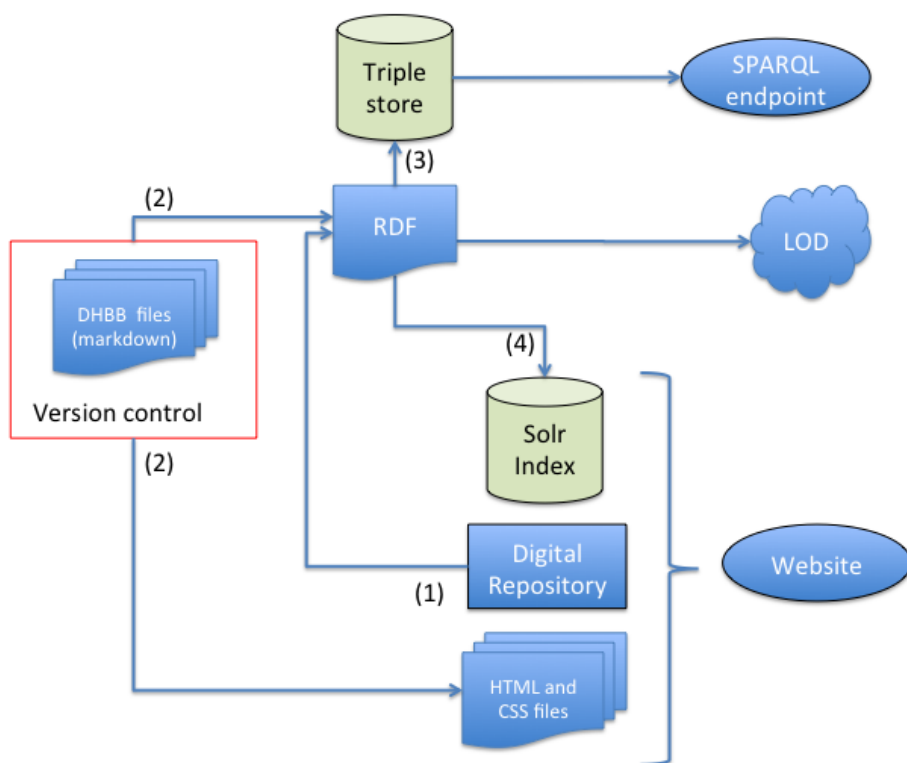 Triple
store
SPARQL
endpoint
(3)
(2)
RDF
LOD
DHBB files
(markdown)
Version control
(4)
Solr
Index
(2)
Digital
Repository
(1)
Website
HTML and
CSS files